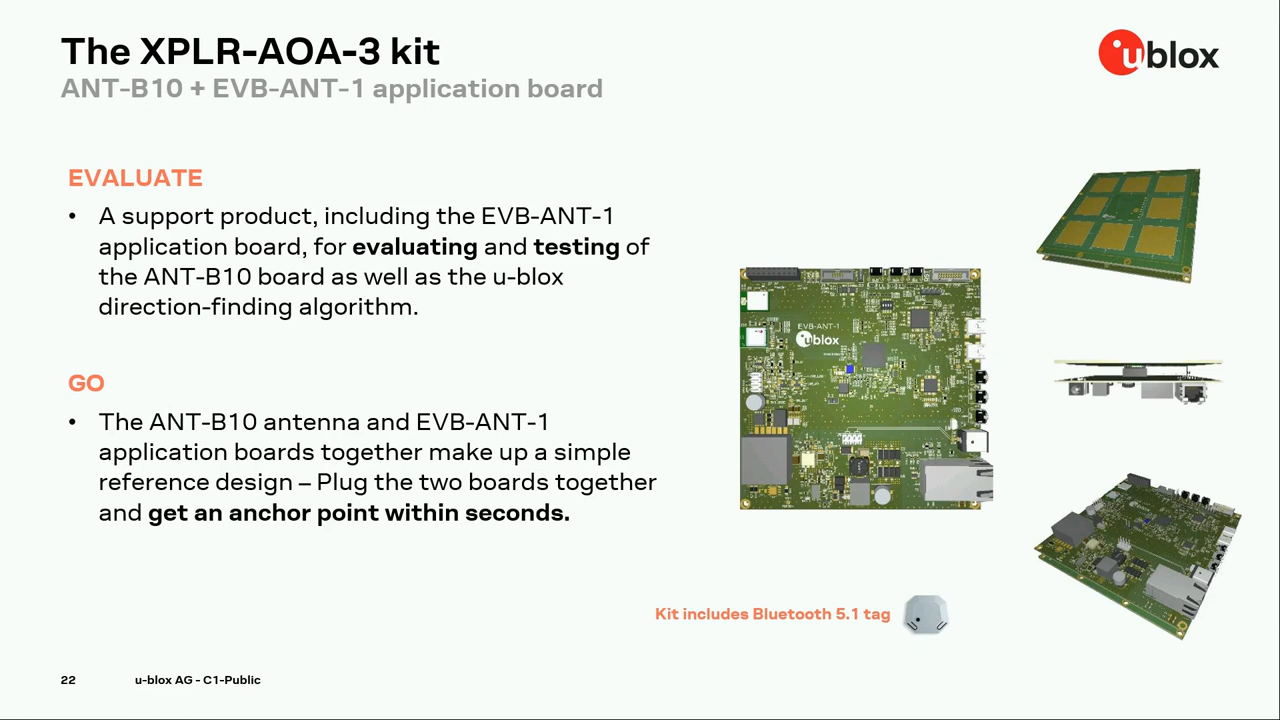 The XPLR-AOA-3 kit
ANT-B10 + EVB-ANT-1 application board
ublox
EVALUATE
• A support product, including the EVB-ANT-1
application board, for evaluating and testing of
the ANT-B10 board as well as the u-blox
direction-finding algorithm.
GO
• The ANT-B10 antenna and EVB-ANT-1
application boards together make up a simple
reference design – Plug the two boards together
and get an anchor point within seconds.
EVB-ANT-1
ublox
Kit includes Bluetooth 5.1 tag
22
u-blox AG - C1-Public